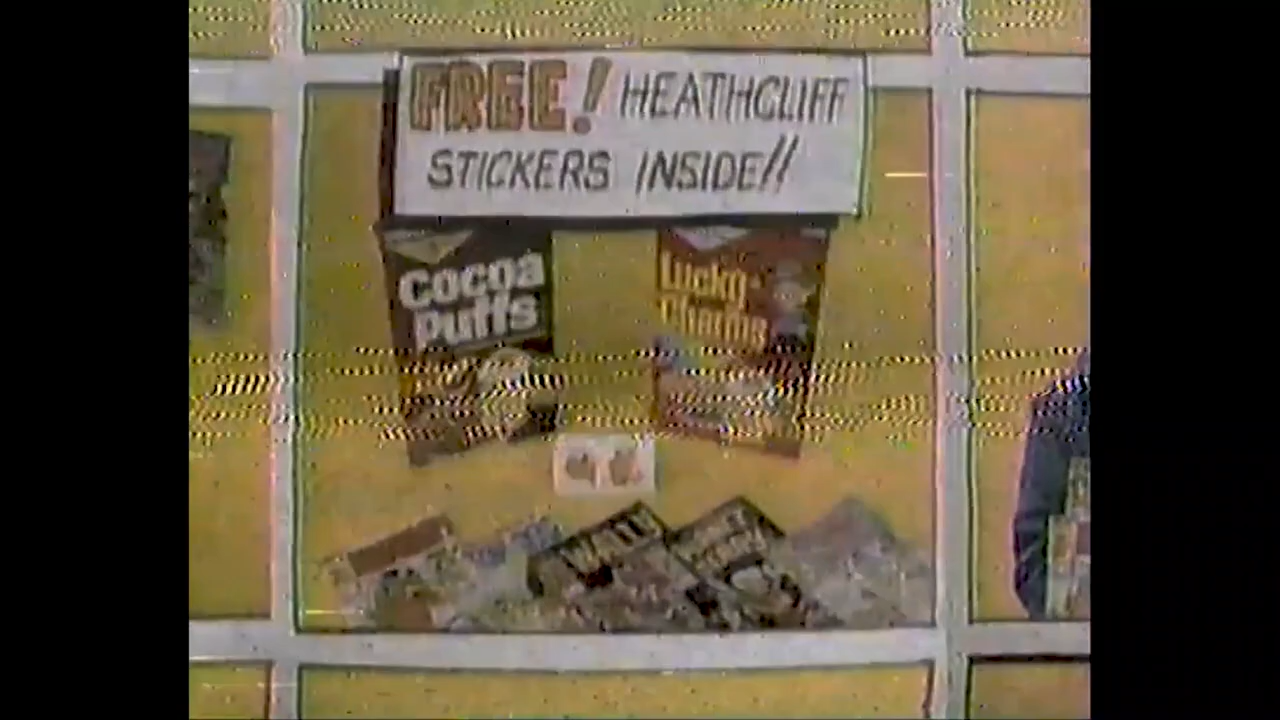 FREE! HEATHCLIFF
STICKERS INSIDE!!
Cocoa
Puffs
Lucky
Charms